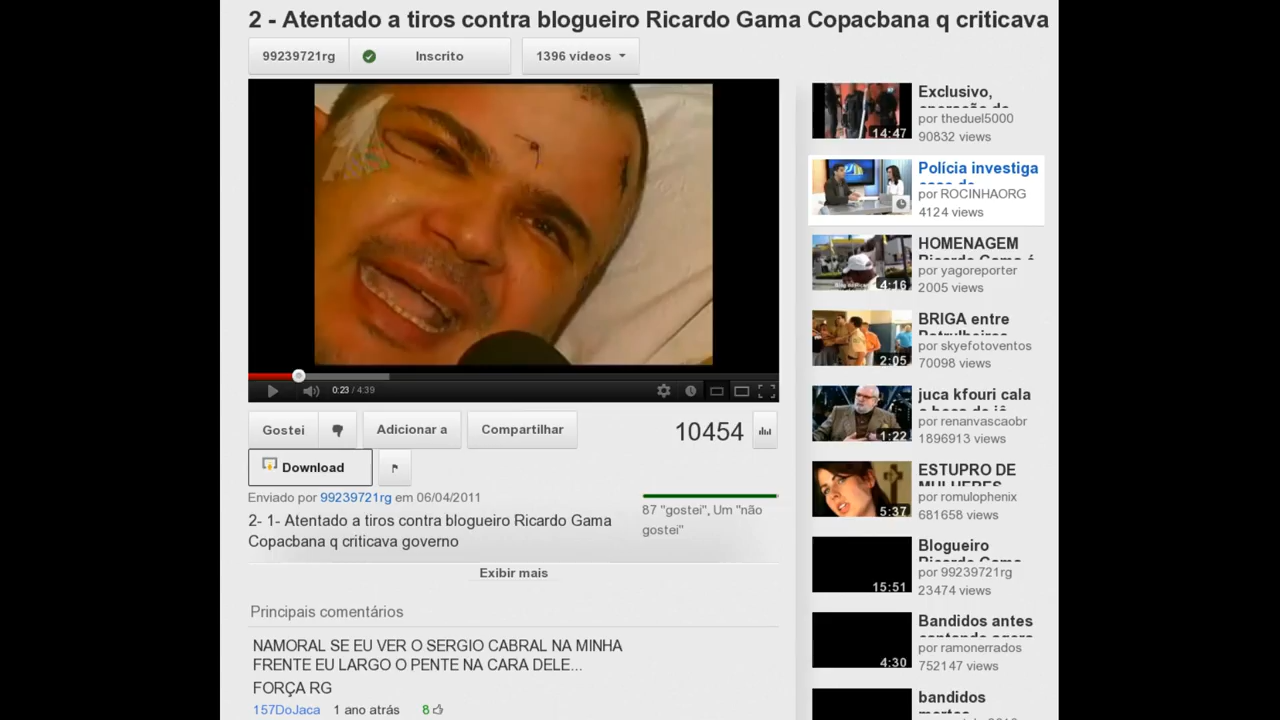 2 - Atentado a tiros contra blogueiro Ricardo Gama Copacbana q criticava
99239721rg
Inscrito
1396 vídeos
0:23 / 4:39
Gostei
Adicionar a
Compartilhar
10454
Download
Enviado por 99239721rg em 06/04/2011
2- 1- Atentado a tiros contra blogueiro Ricardo Gama
Copacbana q criticava governo
87 "gostei", Um "não
gostei"
Exibir mais
Principais comentários
NAMORAL SE EU VER O SERGIO CABRAL NA MINHA
FRENTE EU LARGO O PENTE NA CARA DELE...
FORÇA RG
157DoJaca 1 ano atrás 8
14:47
Exclusivo,
por theduel5000
90832 views
Polícia investiga
por ROCINHAORG
4124 views
4:16
HOMENAGEM
Ricardo Gama é
por yagoreporter
2005 views
2:05
BRIGA entre
por skyefotoventos
70098 views
1:22
juca kfouri cala
por renanvascaobr
1896913 views
5:37
ESTUPRO DE
MULHERES
por romulophenix
681658 views
15:51
Blogueiro
Ricardo Gama
por 99239721rg
23474 views
4:30
Bandidos antes
por ramonerrados
752147 views
bandidos